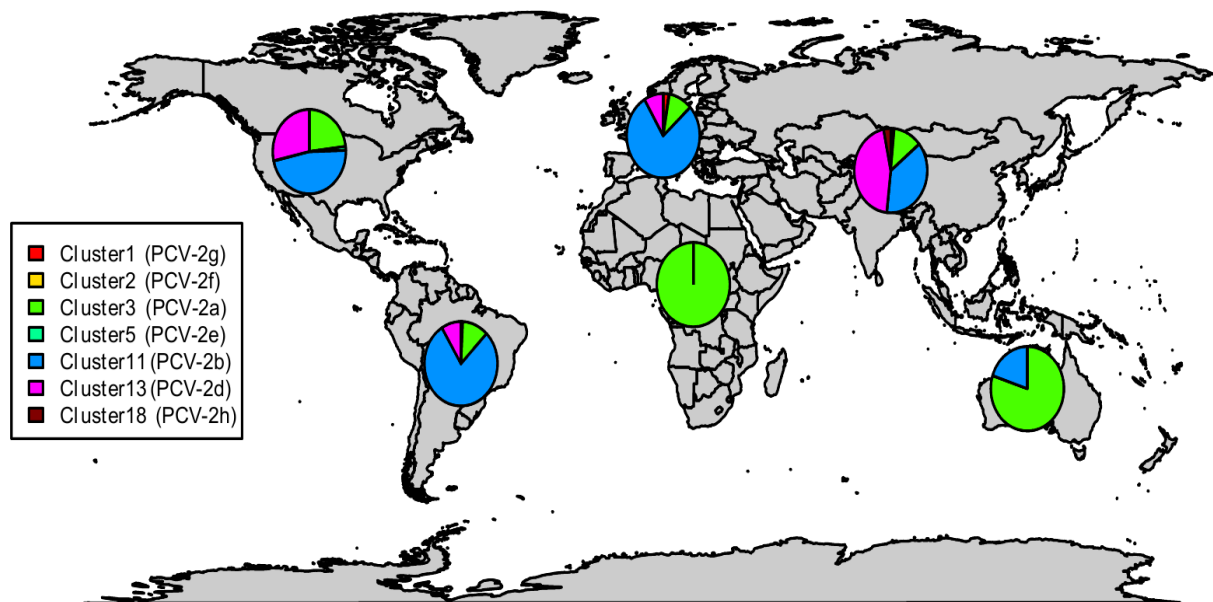 Cluster1 (PCV-2g)
Cluster2 (PCV-2f)
Cluster3 (PCV-2a)
Cluster5 (PCV-2e)
Cluster11 (PCV-2b)
Cluster13 (PCV-2d)
Cluster18 (PCV-2h)